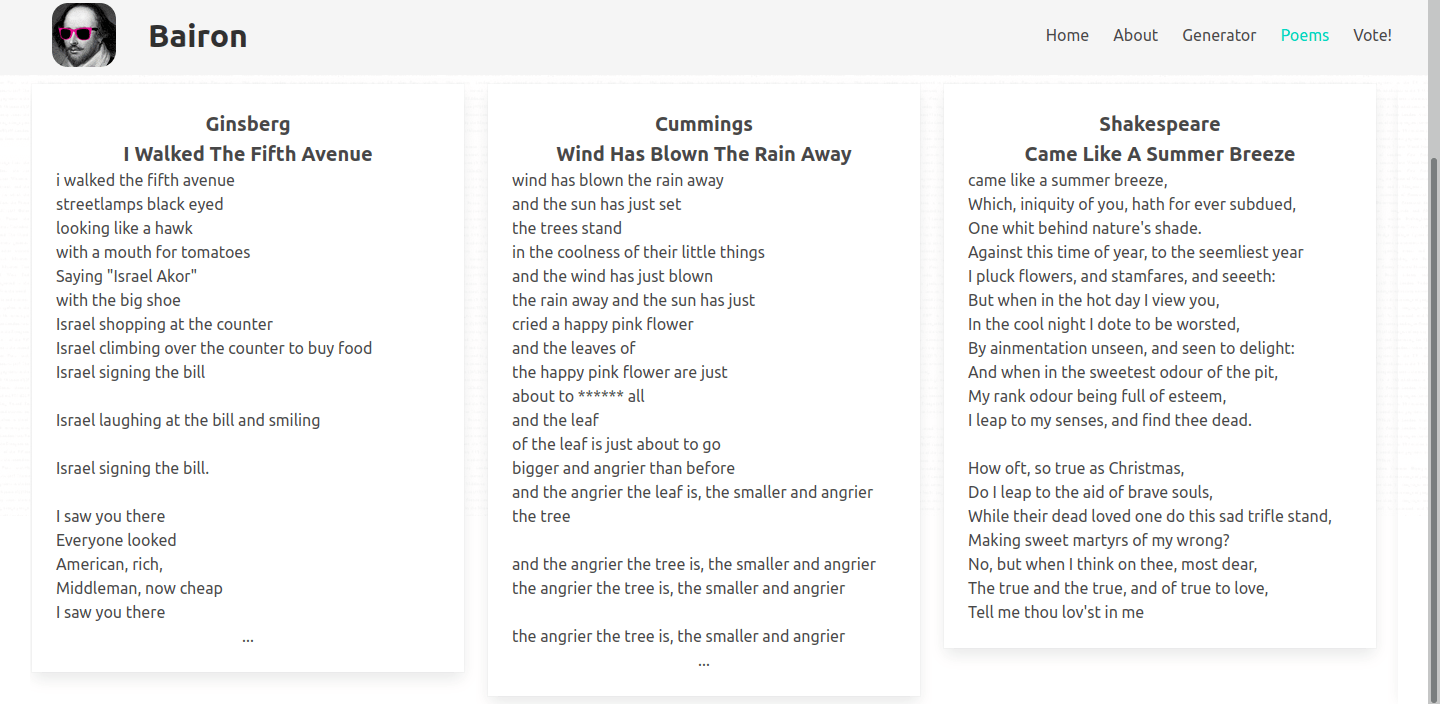 Bairon
Home About Generator Poems Vote!
Ginsberg
I Walked The Fifth Avenue
i walked the fifth avenue
streetlamps black eyed
looking like a hawk
with a mouth for tomatoes
Saying "Israel Akor"
with the big shoe
Israel shopping at the counter
Israel climbing over the counter to buy food
Israel signing the bill
Israel laughing at the bill and smiling
Israel signing the bill.
I saw you there
Everyone looked
American, rich,
Middleman, now cheap
I saw you there
...
Cummings
Wind Has Blown The Rain Away
wind has blown the rain away
and the sun has just set
the trees stand
in the coolness of their little things
and the wind has just blown
the rain away and the sun has just
cried a happy pink flower
and the leaves of
the happy pink flower are just
about to ****** all
and the leaf
of the leaf is just about to go
bigger and angrier than before
and the angrier the leaf is, the smaller and angrier
the tree
and the angrier the tree is, the smaller and angrier
the angrier the tree is, the smaller and angrier
the angrier the tree is, the smaller and angrier
...
Shakespeare
Came Like A Summer Breeze
came like a summer breeze,
Which, iniquity of you, hath for ever subdued,
One whit behind nature's shade.
Against this time of year, to the seemliest year
I pluck flowers, and stamfares, and seeeth:
But when in the hot day I view you,
In the cool night I dote to be worsted,
By ainmentation unseen, and seen to delight:
And when in the sweetest odour of the pit,
My rank odour being full of esteem,
I leap to my senses, and find thee dead.
How oft, so true as Christmas,
Do I leap to the aid of brave souls,
While their dead loved one do this sad trifle stand,
Making sweet martyrs of my wrong?
No, but when I think on thee, most dear,
The true and the true, and of true to love,
Tell me thou lov'st in me